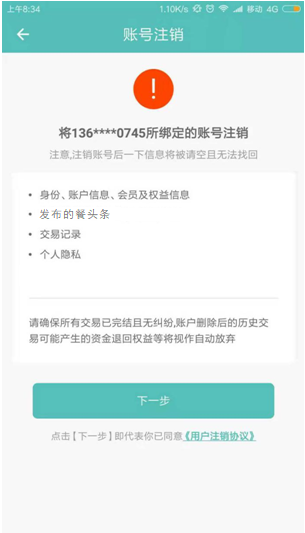 上午8:34
1.10K/s 移动 4G
账号注销
将136****0745所绑定的账号注销
注意,注销账号后一下信息将被请空且无法找回
• 身份、账户信息、会员及权益信息
• 发布的餐头条
• 交易记录
• 个人隐私
请确保所有交易已完结且无纠纷,账户删除后的历史交
易可能产生的资金退回权益等将视作自动放弃
下一步
点击【下一步】即代表你已同意《用户注销协议》